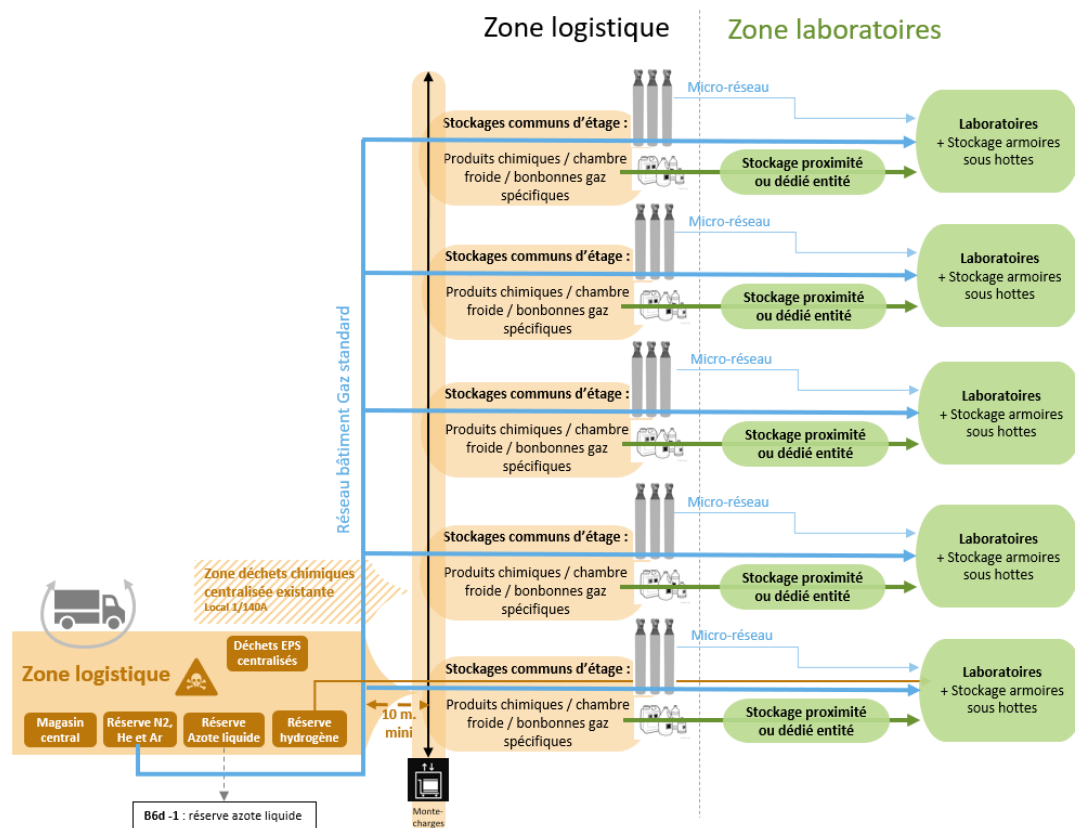 Zone logistique
Zone laboratoires
Micro-réseau
Stockages communs d'étage :
Produits chimiques / chambre
froide / bonbonnes gaz
spécifiques
Stockage proximité
ou dédié entité
Laboratoires
+ Stockage armoires
sous hottes
Micro-réseau
Stockages communs d'étage :
Produits chimiques / chambre
froide / bonbonnes gaz
spécifiques
Stockage proximité
ou dédié entité
Laboratoires
+ Stockage armoires
sous hottes
Micro-réseau
Stockages communs d'étage :
Produits chimiques / chambre
froide / bonbonnes gaz
spécifiques
Stockage proximité
ou dédié entité
Laboratoires
+ Stockage armoires
sous hottes
Micro-réseau
Stockages communs d'étage :
Produits chimiques / chambre
froide / bonbonnes gaz
spécifiques
Stockage proximité
ou dédié entité
Laboratoires
+ Stockage armoires
sous hottes
Micro-réseau
Stockages communs d'étage :
Produits chimiques / chambre
froide / bonbonnes gaz
spécifiques
Stockage proximité
ou dédié entité
Laboratoires
+ Stockage armoires
sous hottes
Réseau bâtiment Gaz standard
Zone déchets chimiques
centralisée existante
Local 1/140A
Zone logistique
Déchets EPS
centralisés
Magasin
central
Réserve N2,
He et Ar
Réserve
Azote liquide
Réserve
hydrogène
10 m.
mini
B6d -1 : réserve azote liquide
Monte-
charges